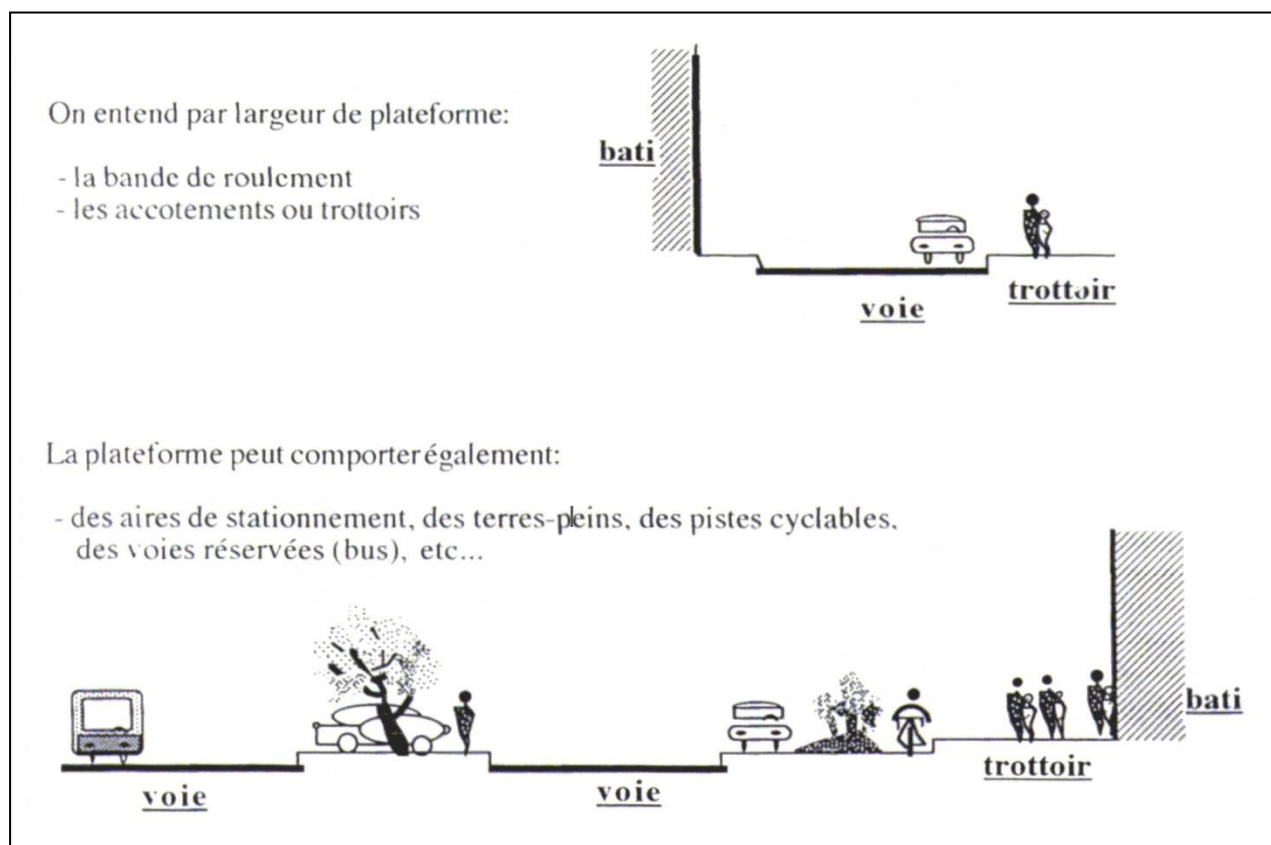 On entend par largeur de plateforme:
- la bande de roulement
- les accotements ou trottoirs
bati
voie
trottoir
La plateforme peut comporter également:
- des aires de stationnement, des terres-pleins, des pistes cyclables,
des voies réservées (bus), etc...
bati
voie
voie
trottoir